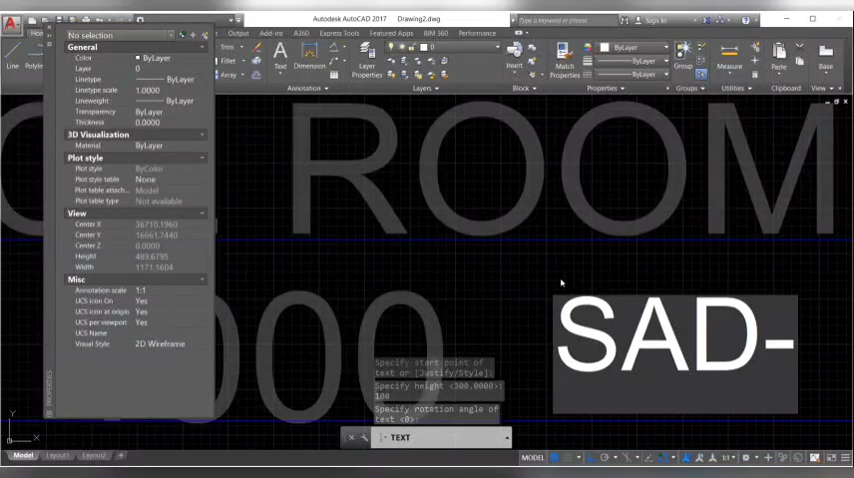 Autodesk AutoCAD 2017 Drawing2.dwg
Type a keyword or phrase
Sign In
Output Add-ins A360 Express Tools Featured Apps BIM 360 Performance
Line
Trim
Fillet
Array
Text
Dimension
Layer
Properties
0
Insert
Match
Properties
ByLayer
ByLayer
ByLayer
Group
Measure
Paste
Base
Annotation
Layers
Block
Properties
Groups
Utilities
Clipboard
View
No selection
General
Color ByLayer
Layer 0
Linetype ByLayer
Linetype scale 1.0000
Lineweight ByLayer
Transparency ByLayer
Thickness 0.0000
3D Visualization
Material ByLayer
Plot style
Plot style ByColor
Plot style table None
Plot table attach... Model
Plot table type Not available
View
Center X 36710.1960
Center Y 16661.7440
Center Z 0.0000
Height 489.6795
Width 1171.1604
Misc
Annotation scale 1:1
UCS icon On Yes
UCS icon at origin Yes
UCS per viewport Yes
UCS Name
Visual Style 2D Wireframe
PROPERTIES
ROOM
000
SAD-
Specify start point of
text or [Justify/Style]:
Specify height <300.0000>:
100
Specify rotation angle of
text <0>:
TEXT
Y
X
Model Layout1 Layout2 +
MODEL
1:1